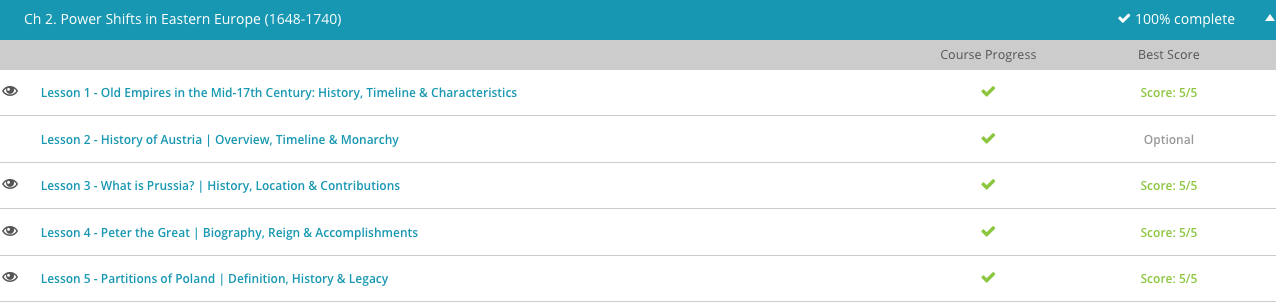 Ch 2. Power Shifts in Eastern Europe (1648-1740) 100% complete
Course Progress Best Score
Lesson 1 - Old Empires in the Mid-17th Century: History, Timeline & Characteristics Score: 5/5
Lesson 2 - History of Austria | Overview, Timeline & Monarchy Optional
Lesson 3 - What is Prussia? | History, Location & Contributions Score: 5/5
Lesson 4 - Peter the Great | Biography, Reign & Accomplishments Score: 5/5
Lesson 5 - Partitions of Poland | Definition, History & Legacy Score: 5/5